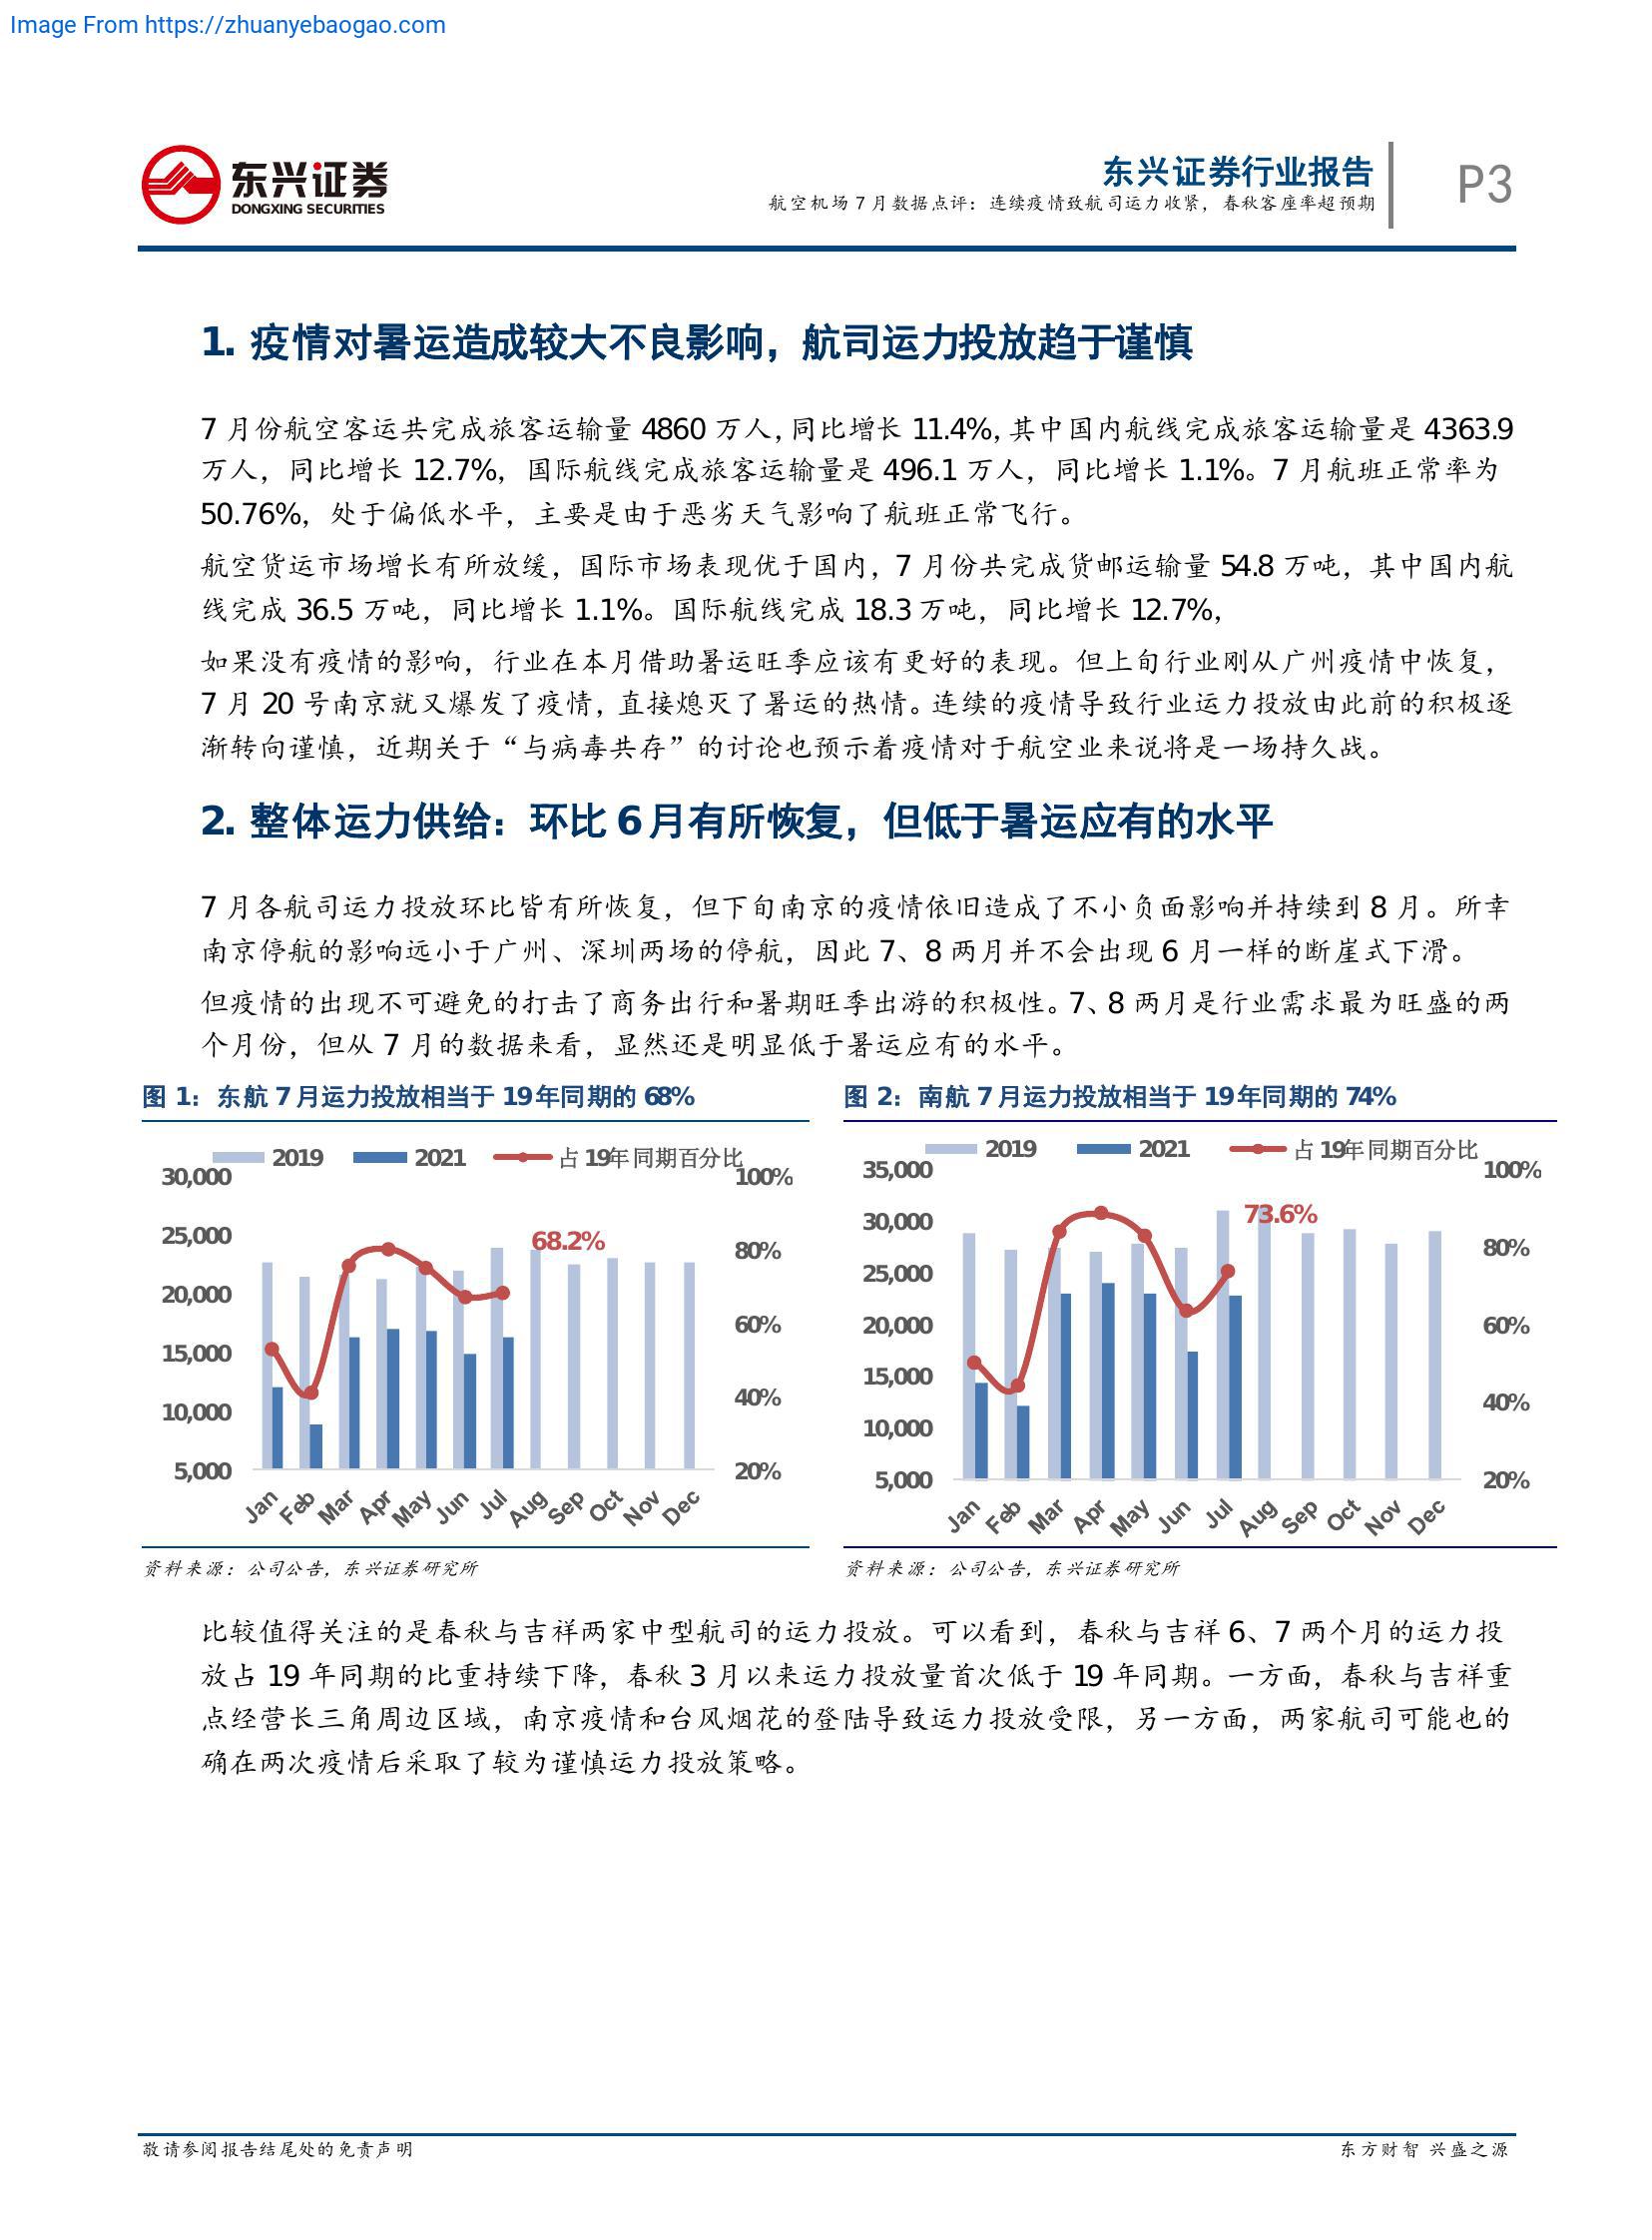 Image From https://zhuanyebaogao.com
东兴证券
DONGXING SECURITIES
东兴证券行业报告
航空机场 7 月数据点评：连续疫情致航司运力收紧，春秋客座率超预期
P3
1. 疫情对暑运造成较大不良影响，航司运力投放趋于谨慎
7 月份航空客运共完成旅客运输量 4860 万人，同比增长 11.4%，其中国内航线完成旅客运输量是 4363.9
万人，同比增长 12.7%，国际航线完成旅客运输量是 496.1 万人，同比增长 1.1%。7 月航班正常率为
50.76%，处于偏低水平，主要是由于恶劣天气影响了航班正常飞行。
航空货运市场增长有所放缓，国际市场表现优于国内，7 月份共完成货邮运输量 54.8 万吨，其中国内航
线完成 36.5 万吨，同比增长 1.1%。国际航线完成 18.3 万吨，同比增长 12.7%，
如果没有疫情的影响，行业在本月借助暑运旺季应该有更好的表现。但上旬行业刚从广州疫情中恢复，
7 月 20 号南京就又爆发了疫情，直接熄灭了暑运的热情。连续的疫情导致行业运力投放由此前的积极逐
渐转向谨慎，近期关于“与病毒共存”的讨论也预示着疫情对于航空业来说将是一场持久战。
2. 整体运力供给：环比 6 月有所恢复，但低于暑运应有的水平
7 月各航司运力投放环比皆有所恢复，但下旬南京的疫情依旧造成了不小负面影响并持续到 8 月。所幸
南京停航的影响远小于广州、深圳两场的停航，因此 7、8 两月并不会出现 6 月一样的断崖式下滑。
但疫情的出现不可避免的打击了商务出行和暑期旺季出游的积极性。7、8 两月是行业需求最为旺盛的两
个月份，但从 7 月的数据来看，显然还是明显低于暑运应有的水平。
图 1：东航 7 月运力投放相当于 19 年同期的 68%
2019 2021 占 19年同期百分比
30,000
25,000
20,000
15,000
10,000
5,000
68.2%
100%
80%
60%
40%
20%
Jan Feb Mar Apr May Jun Jul Aug Sep Oct Nov Dec
资料来源：公司公告，东兴证券研究所
图 2：南航 7 月运力投放相当于 19 年同期的 74%
2019 2021 占 19年同期百分比
35,000
30,000
25,000
20,000
15,000
10,000
5,000
73.6%
100%
80%
60%
40%
20%
Jan Feb Mar Apr May Jun Jul Aug Sep Oct Nov Dec
资料来源：公司公告，东兴证券研究所
比较值得关注的是春秋与吉祥两家中型航司的运力投放。可以看到，春秋与吉祥 6、7 两个月的运力投
放占 19 年同期的比重持续下降，春秋 3 月以来运力投放量首次低于 19 年同期。一方面，春秋与吉祥重
点经营长三角周边区域，南京疫情和台风烟花的登陆导致运力投放受限，另一方面，两家航司可能也的
确在两次疫情后采取了较为谨慎运力投放策略。
敬请参阅报告结尾处的免责声明
东方财智 兴盛之源